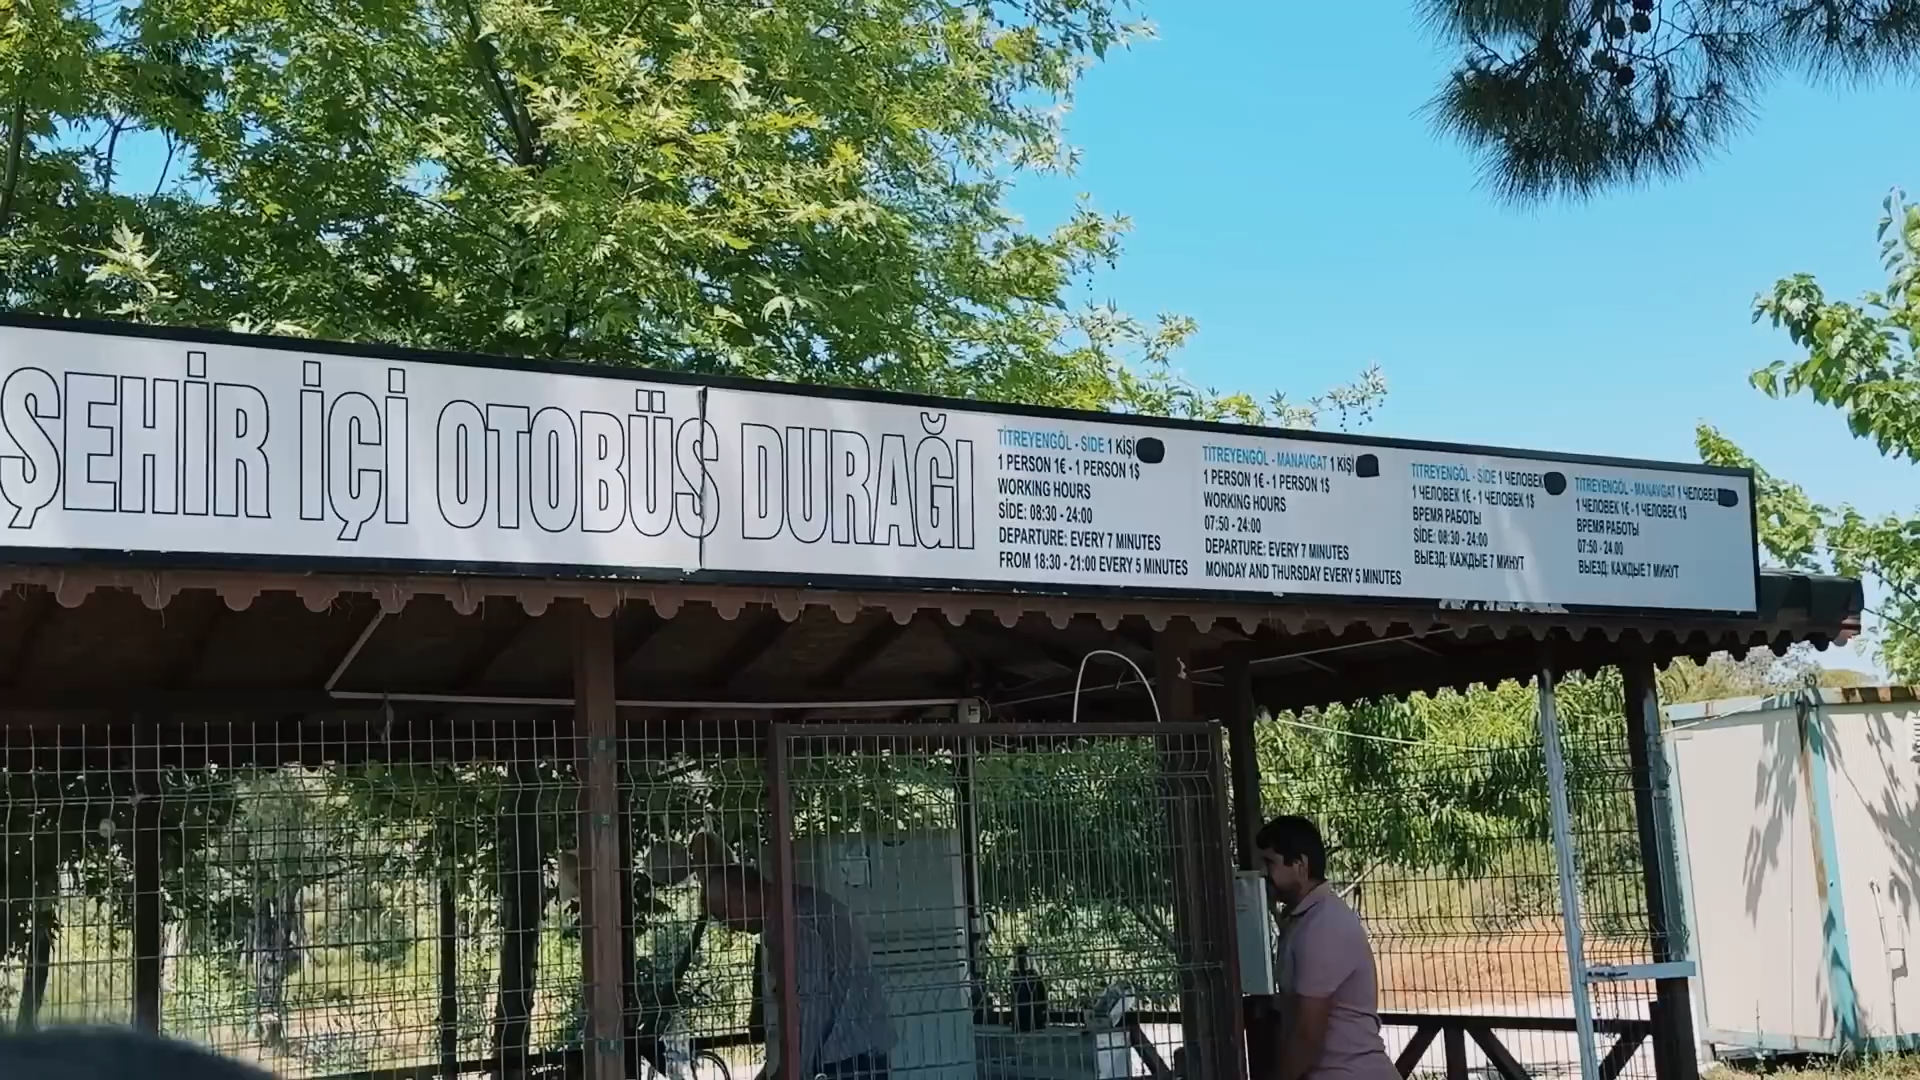 ŞEHİR İÇİ OTOBÜS DURAĞI
TİTREYENGÖL - SİDE 1 KİŞİ
1 PERSON 1€ - 1 PERSON 1$
WORKING HOURS
SİDE: 08:30 - 24:00
DEPARTURE: EVERY 7 MINUTES
FROM 18:30 - 21:00 EVERY 5 MINUTES
TİTREYENGÖL - MANAVGAT 1 KİŞİ
1 PERSON 1€ - 1 PERSON 1$
WORKING HOURS
07:50 - 24:00
DEPARTURE: EVERY 7 MINUTES
MONDAY AND THURSDAY EVERY 5 MINUTES
TİTREYENGÖL - SİDE 1 ЧЕЛОВЕК
1 ЧЕЛОВЕК 1€ - 1 ЧЕЛОВЕК 1$
ВРЕМЯ РАБОТЫ
SİDE: 08:30 - 24:00
ВЫЕЗД: КАЖДЫЕ 7 МИНУТ
TİTREYENGÖL - MANAVGAT 1 ЧЕЛОВЕК
1 ЧЕЛОВЕК 1€ - 1 ЧЕЛОВЕК 1$
ВРЕМЯ РАБОТЫ
07:50 - 24:00
ВЫЕЗД: КАЖДЫЕ 7 МИНУТ